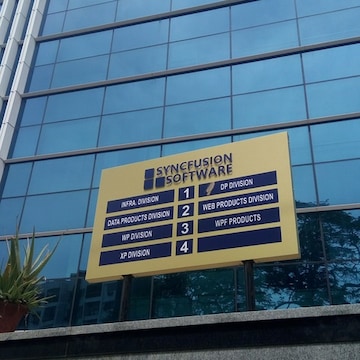 SYNCFUSION
SOFTWARE
INFRA. DIVISION 1 DP DIVISION
DATA PRODUCTS DIVISION 2 WEB PRODUCTS DIVISION
WP DIVISION 3 WPF PRODUCTS
XP DIVISION 4